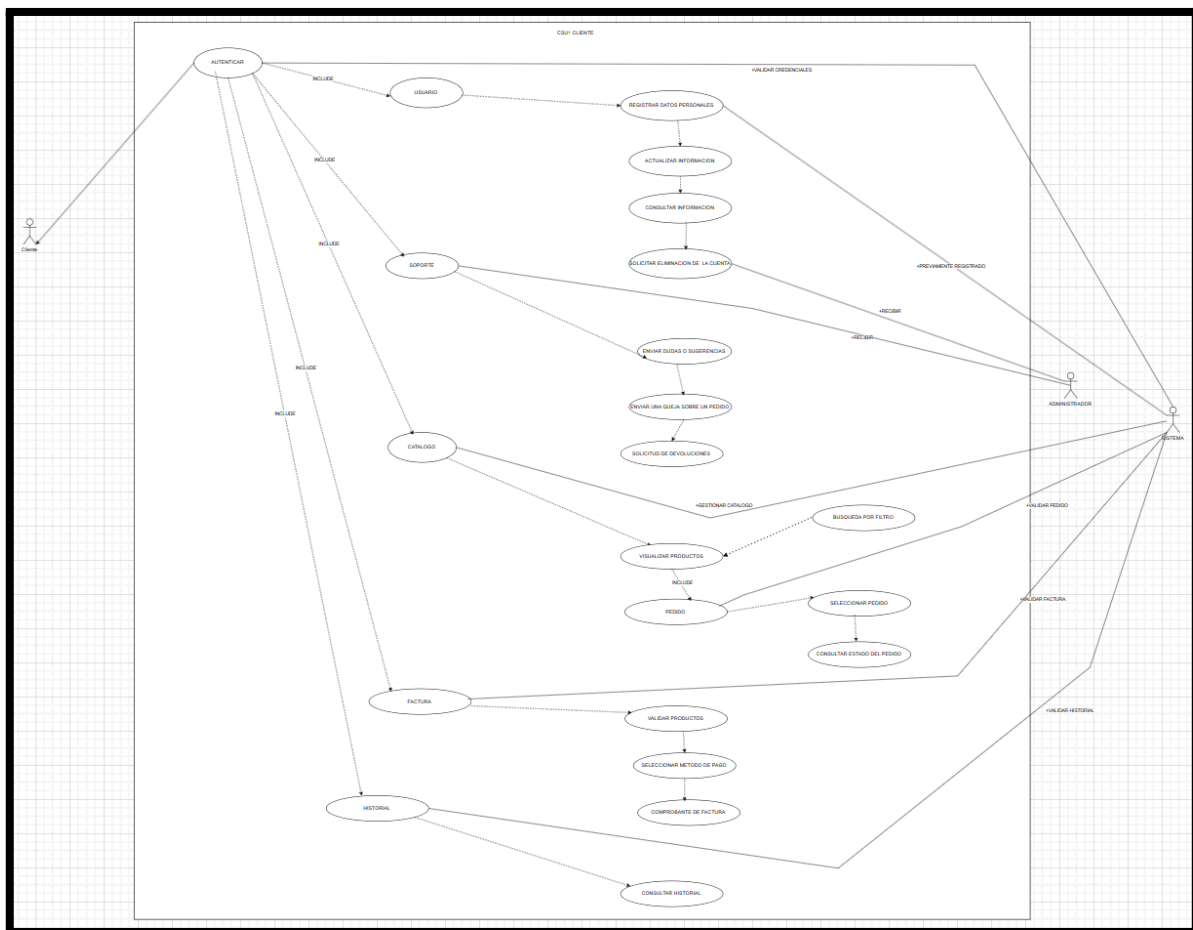 CGU1 CLIENTE
AUTENTICAR
+VALIDAR CREDENCIALES
INCLUDE
USUARIO
REGISTRAR DATOS PERSONALES
INCLUDE
ACTUALIZAR INFORMACION
CONSULTAR INFORMACION
INCLUDE
Cliente
SOPORTE
SOLICITAR ELIMINACION DE LA CUENTA
+PREVIAMENTE REGISTRADO
+RECIBIR
+RECIBIR
ENVIAR DUDAS O SUGERENCIAS
INCLUDE
ADMINISTRADOR
INCLUDE
ENVIAR UNA QUEJA SOBRE UN PEDIDO
SISTEMA
CATALOGO
SOLICITUD DE DEVOLUCIONES
+GESTIONAR CATALOGO
+VALIDAR PEDIDO
BUSQUEDA POR FILTRO
VISUALIZAR PRODUCTOS
INCLUDE
+VALIDAR FACTURA
PEDIDO
SELECCIONAR PEDIDO
CONSULTAR ESTADO DEL PEDIDO
FACTURA
+VALIDAR HISTORIAL
VALIDAR PRODUCTOS
SELECCIONAR METODO DE PAGO
HISTORIAL
COMPROBANTE DE FACTURA
CONSULTAR HISTORIAL